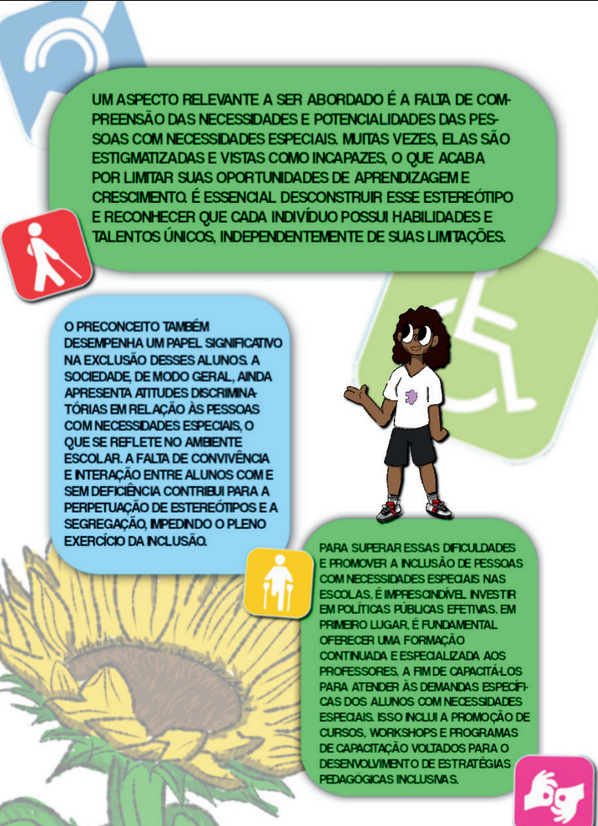 UM ASPECTO RELEVANTE A SER ABORDADO É A FALTA DE COM-
PREENSÃO DAS NECESSIDADES E POTENCIALIDADES DAS PES-
SOAS COM NECESSIDADES ESPECIAIS. MUITAS VEZES, ELAS SÃO
ESTIGMATIZADAS E VISTAS COMO INCAPAZES, O QUE ACABA
POR LIMITAR SUAS OPORTUNIDADES DE APRENDIZAGEM E
CRESCIMENTO. É ESSENCIAL DESCONSTRUIR ESSE ESTEREÓTIPO
E RECONHECER QUE CADA INDIVÍDUO POSSUI HABILIDADES E
TALENTOS ÚNICOS, INDEPENDENTEMENTE DE SUAS LIMITAÇÕES.
O PRECONCEITO TAMBÉM
DESEMPENHA UM PAPEL SIGNIFICATIVO
NA EXCLUSÃO DESSES ALUNOS. A
SOCIEDADE, DE MODO GERAL, AINDA
APRESENTA ATITUDES DISCRIMINA-
TÓRIAS EM RELAÇÃO ÀS PESSOAS
COM NECESSIDADES ESPECIAIS, O
QUE SE REFLETE NO AMBIENTE
ESCOLAR. A FALTA DE CONVIVÊNCIA
E INTERAÇÃO ENTRE ALUNOS COM E
SEM DEFICIÊNCIA CONTRIBUI PARA A
PERPETUAÇÃO DE ESTEREÓTIPOS E A
SEGREGAÇÃO, IMPEDINDO O PLENO
EXERCÍCIO DA INCLUSÃO.
PARA SUPERAR ESSAS DIFICULDADES
E PROMOVER A INCLUSÃO DE PESSOAS
COM NECESSIDADES ESPECIAIS NAS
ESCOLAS, É IMPRESCINDÍVEL INVESTIR
EM POLÍTICAS PÚBLICAS EFETIVAS. EM
PRIMEIRO LUGAR, É FUNDAMENTAL
OFERECER UMA FORMAÇÃO
CONTINUADA E ESPECIALIZADA AOS
PROFESSORES, A FIM DE CAPACITÁ-LOS
PARA ATENDER ÀS DEMANDAS ESPECÍFI-
CAS DOS ALUNOS COM NECESSIDADES
ESPECIAIS. ISSO INCLUI A PROMOÇÃO DE
CURSOS, WORKSHOPS E PROGRAMAS
DE CAPACITAÇÃO VOLTADOS PARA O
DESENVOLVIMENTO DE ESTRATÉGIAS
PEDAGÓGICAS INCLUSIVAS.